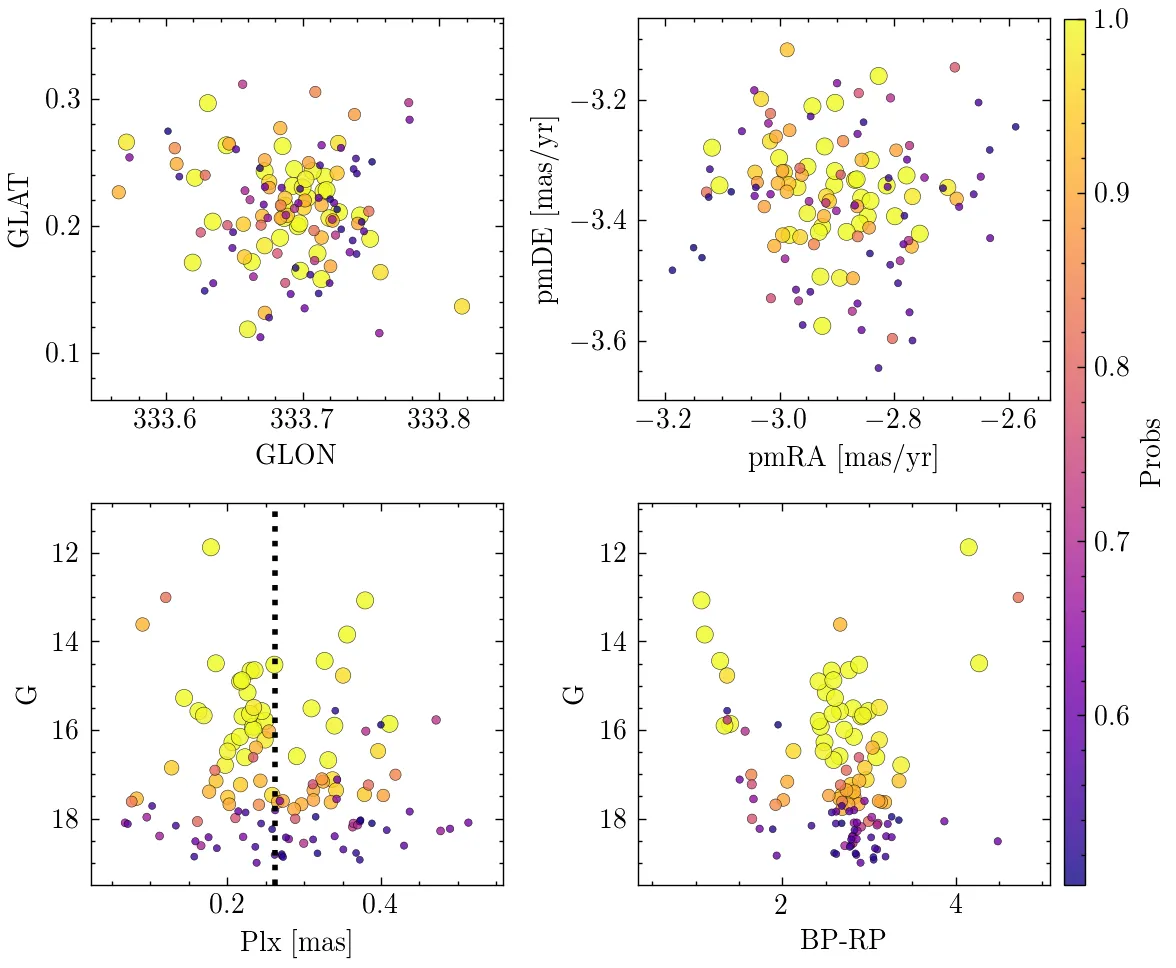 0.3
0.2
0.1
GLAT
333.6 333.7 333.8
GLON
−3.2
−3.4
−3.6
pmDE [mas/yr]
−3.2 −3.0 −2.8 −2.6
pmRA [mas/yr]
1.0
0.9
0.8
0.7
0.6
Probs
12
14
16
18
G
0.2 0.4
Plx [mas]
12
14
16
18
G
2 4
BP-RP